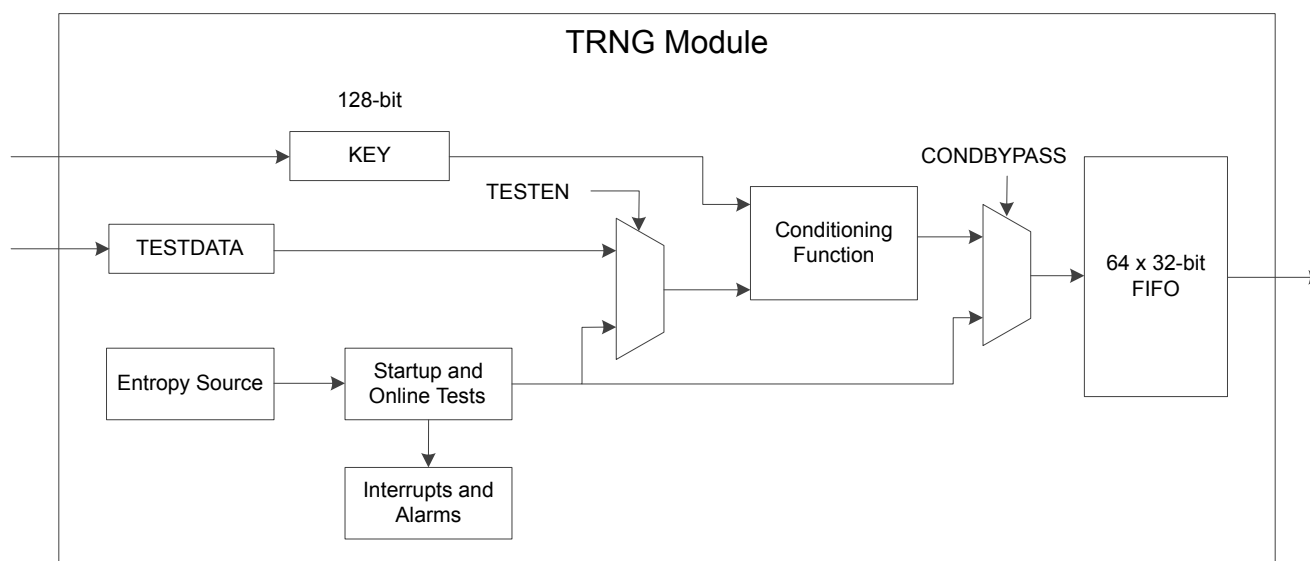 TRNG Module
128-bit
KEY
CONDBYPASS
TESTEN
TESTDATA
Conditioning
Function
64 x 32-bit
FIFO
Entropy Source
Startup and
Online Tests
Interrupts and
Alarms